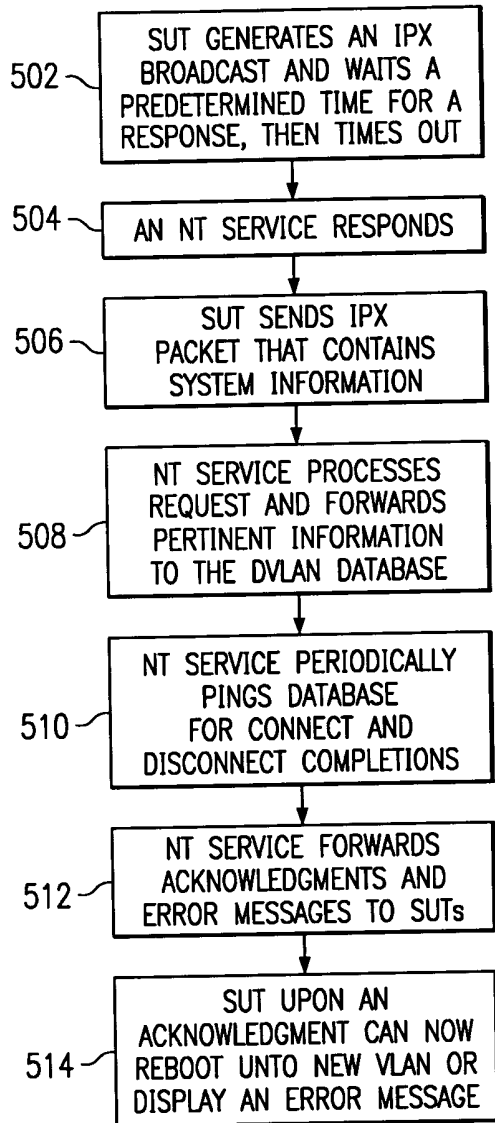 502
SUT GENERATES AN IPX
BROADCAST AND WAITS A
PREDETERMINED TIME FOR A
RESPONSE, THEN TIMES OUT
504
AN NT SERVICE RESPONDS
506
SUT SENDS IPX
PACKET THAT CONTAINS
SYSTEM INFORMATION
508
NT SERVICE PROCESSES
REQUEST AND FORWARDS
PERTINENT INFORMATION
TO THE DVLAN DATABASE
510
NT SERVICE PERIODICALLY
PINGS DATABASE
FOR CONNECT AND
DISCONNECT COMPLETIONS
512
NT SERVICE FORWARDS
ACKNOWLEDGMENTS AND
ERROR MESSAGES TO SUTs
514
SUT UPON AN
ACKNOWLEDGMENT CAN NOW
REBOOT UNTO NEW VLAN OR
DISPLAY AN ERROR MESSAGE